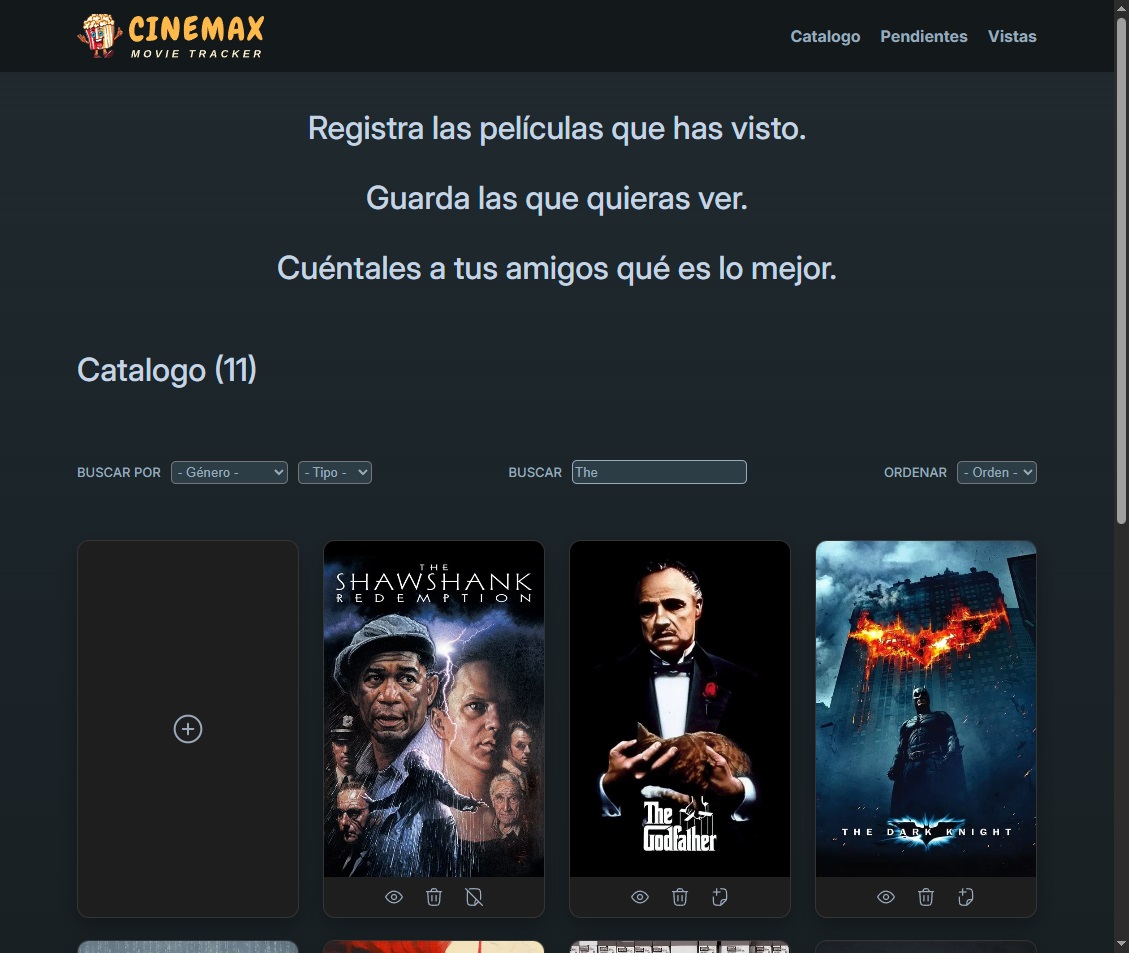 CINEMAX
MOVIE TRACKER
Catalogo Pendientes Vistas
Registra las películas que has visto.
Guarda las que quieras ver.
Cuéntales a tus amigos qué es lo mejor.
Catalogo (11)
BUSCAR POR - Género - - Tipo - BUSCAR The ORDENAR - Orden -
THE
SHAWSHANK
REDEMPTION
The
Godfather
THE DARK KNIGHT